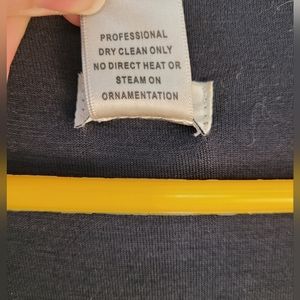 PROFESSIONAL
DRY CLEAN ONLY
NO DIRECT HEAT OR
STEAM ON
ORNAMENTATION